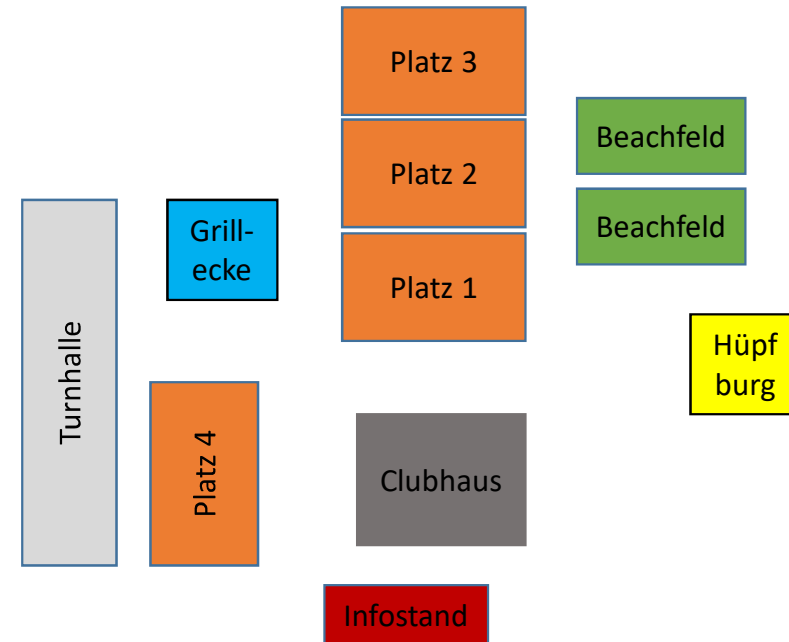 Platz 3
Beachfeld
Platz 2
Beachfeld
Grill-
ecke
Platz 1
Turnhalle
Hüpf
burg
Platz 4
Clubhaus
Infostand